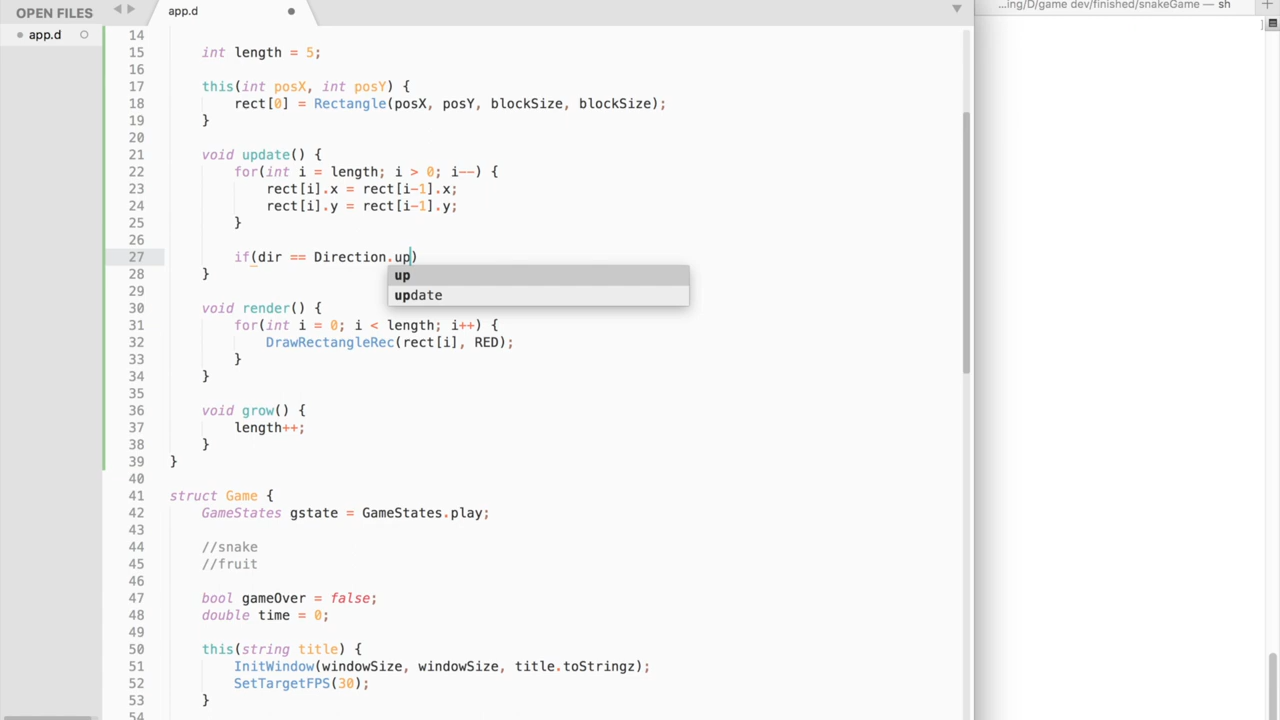 OPEN FILES
app.d
app.d
...ing/D/game dev/finished/snakeGame — sh
14
15 int length = 5;
16
17 this(int posX, int posY) {
18 rect[0] = Rectangle(posX, posY, blockSize, blockSize);
19 }
20
21 void update() {
22 for(int i = length; i > 0; i--) {
23 rect[i].x = rect[i-1].x;
24 rect[i].y = rect[i-1].y;
25 }
26
27 if(dir == Direction.up)
up
update
28 }
29
30 void render() {
31 for(int i = 0; i < length; i++) {
32 DrawRectangleRec(rect[i], RED);
33 }
34 }
35
36 void grow() {
37 length++;
38 }
39 }
40
41 struct Game {
42 GameStates gstate = GameStates.play;
43
44 //snake
45 //fruit
46
47 bool gameOver = false;
48 double time = 0;
49
50 this(string title) {
51 InitWindow(windowSize, windowSize, title.toStringz);
52 SetTargetFPS(30);
53 }
54